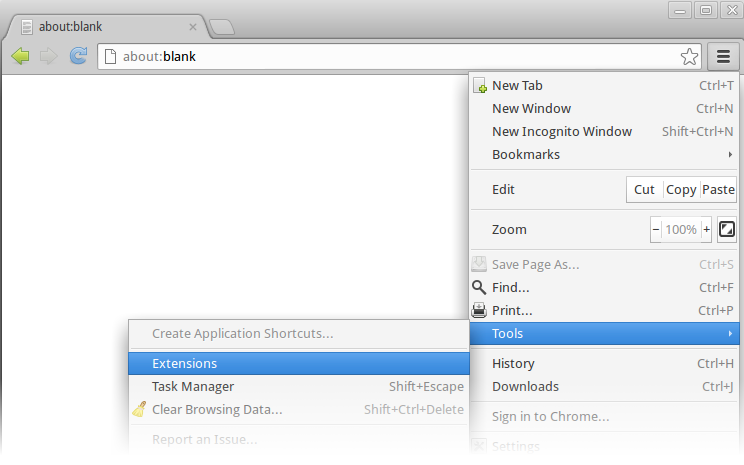 about:blank
about:blank
New Tab Ctrl+T
New Window Ctrl+N
New Incognito Window Shift+Ctrl+N
Bookmarks
Edit Cut Copy Paste
Zoom − 100% +
Save Page As... Ctrl+S
Find... Ctrl+F
Print... Ctrl+P
Tools
Create Application Shortcuts...
Extensions
Task Manager Shift+Escape
Clear Browsing Data... Shift+Ctrl+Delete
Report an Issue...
History Ctrl+H
Downloads Ctrl+J
Sign in to Chrome...
Settings